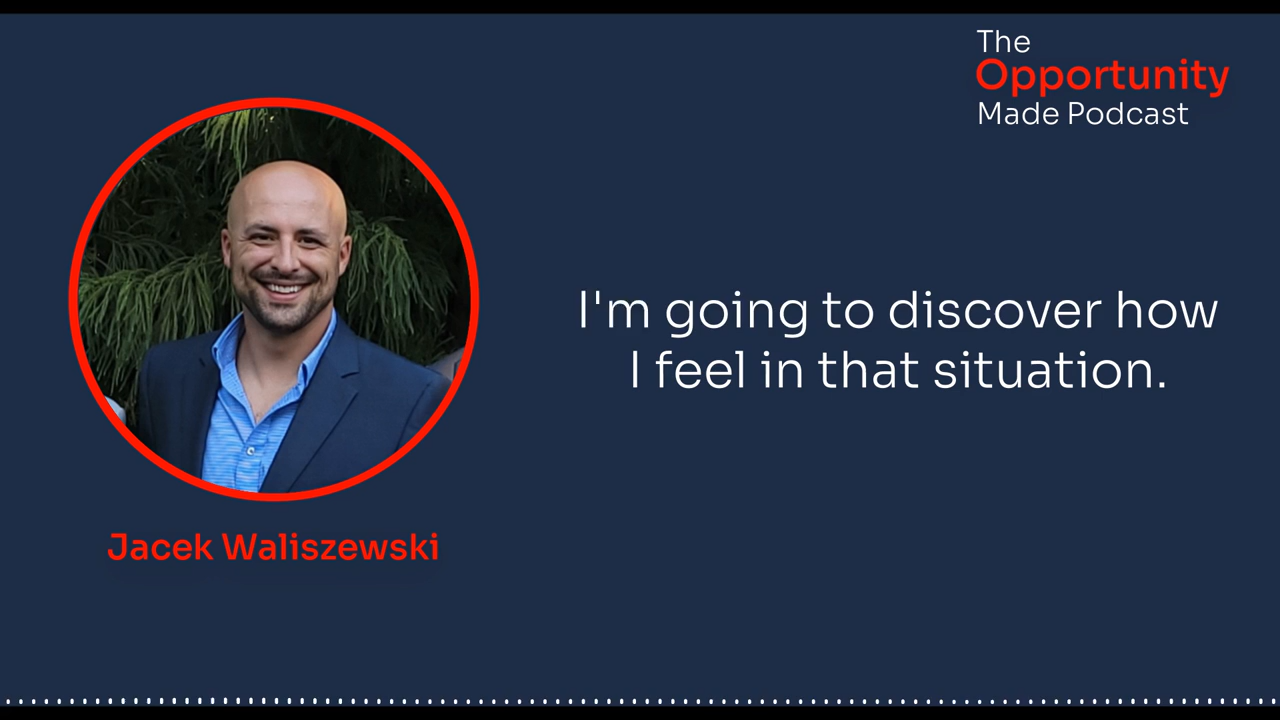 The
Opportunity
Made Podcast
I'm going to discover how
I feel in that situation.
Jacek Waliszewski